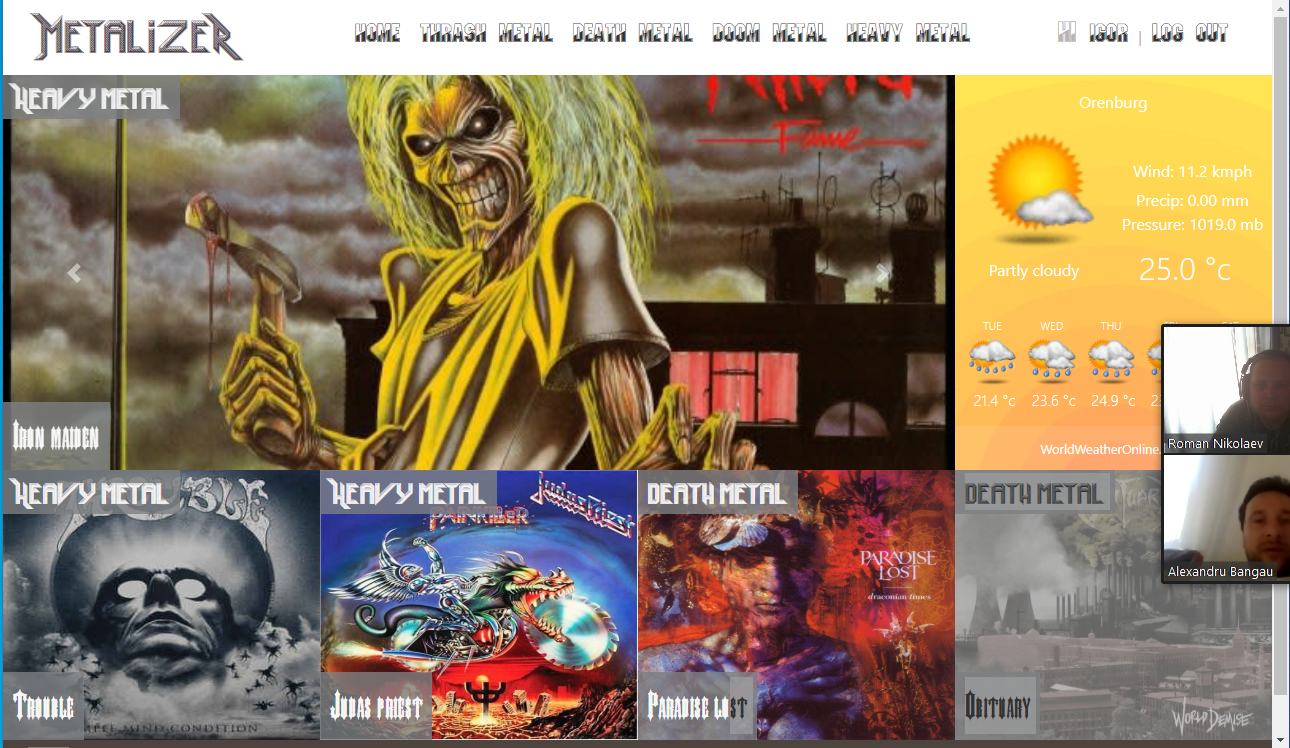 METALIZER
HOME THRASH METAL DEATH METAL DOOM METAL HEAVY METAL
HI IGOR | LOG OUT
HEAVY METAL
Fame
IRON MAIDEN
Orenburg
Wind: 11.2 kmph
Precip: 0.00 mm
Pressure: 1019.0 mb
Partly cloudy
25.0 °c
TUE WED THU
21.4 °c 23.6 °c 24.9 °c
WorldWeatherOnline.
Roman Nikolaev
Alexandru Bangau
HEAVY METAL
TROUBLE
HEAVY METAL
Judas Priest
PAINKILLER
JUDAS PRIEST
DEATH METAL
PARADISE
LOST
draconian times
PARADISE LOST
DEATH METAL
OBITUARY
WORLD DEMISE